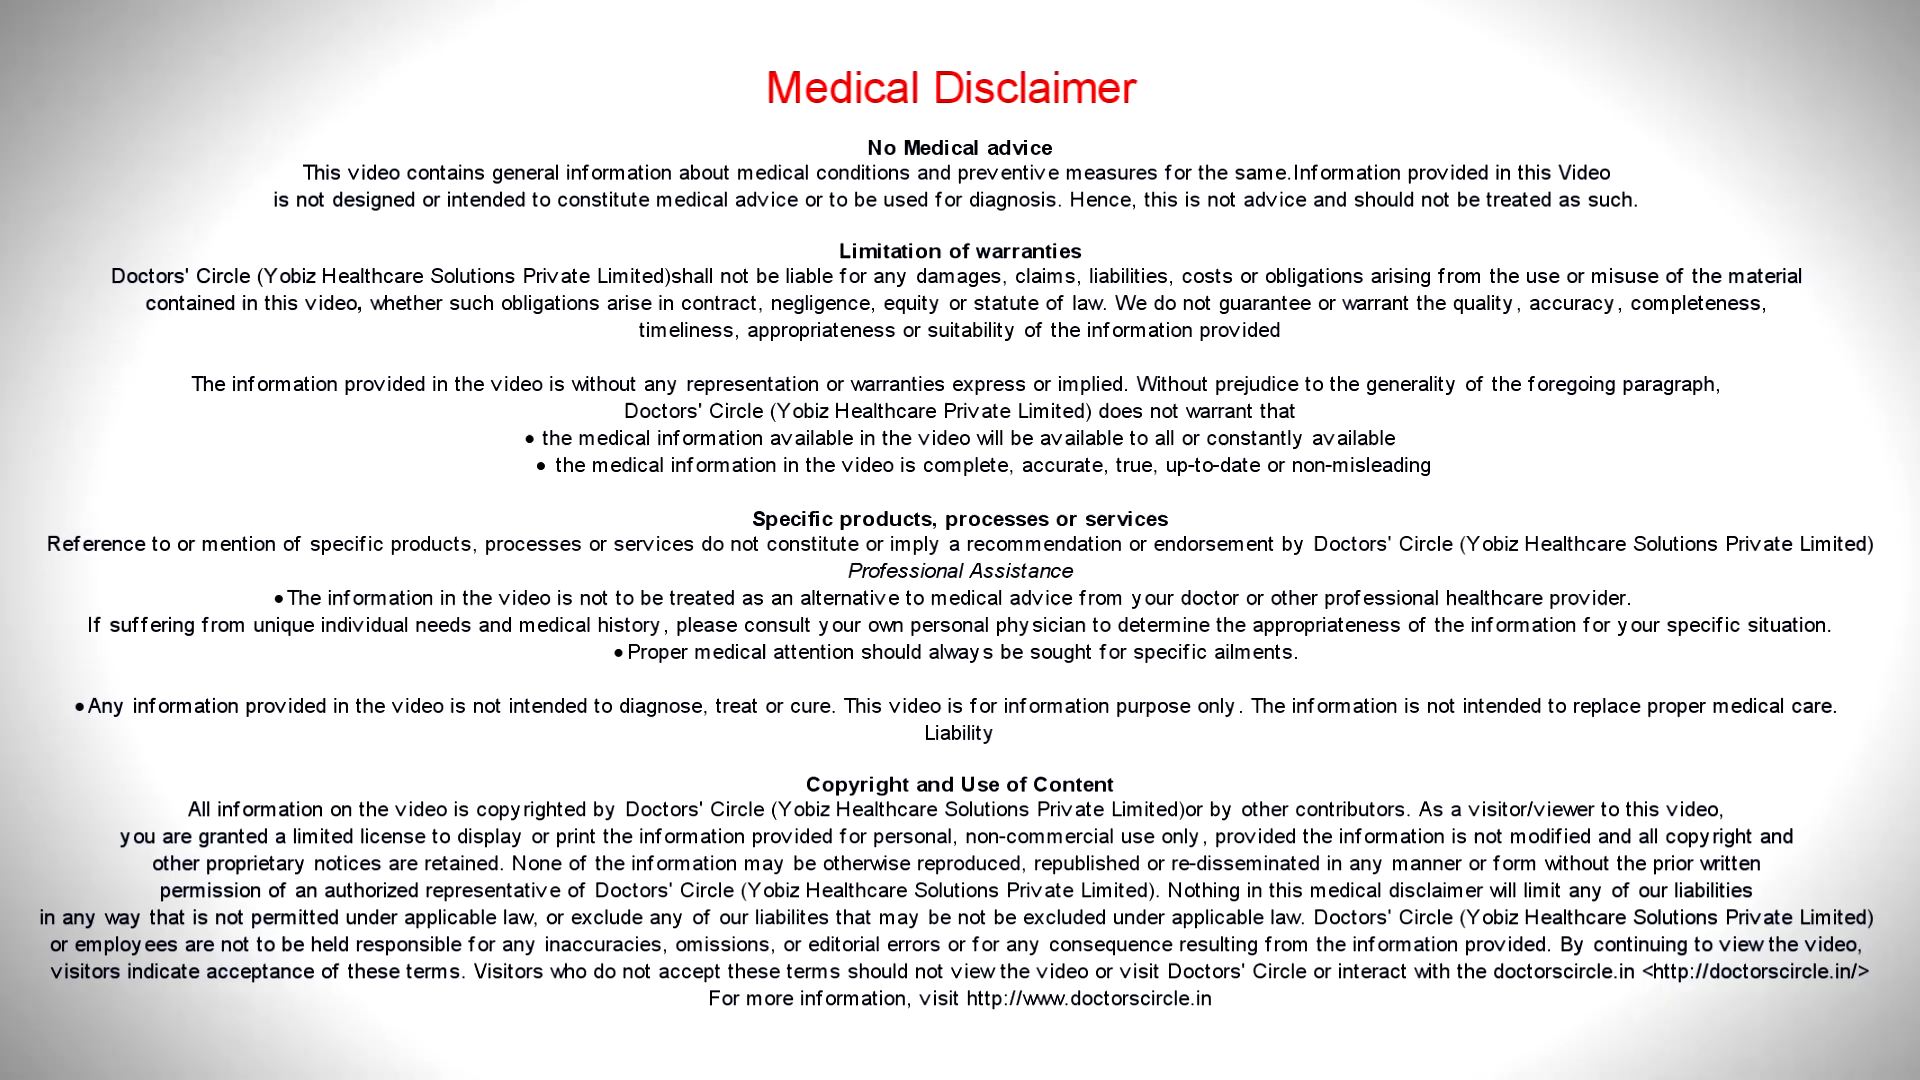 Medical Disclaimer
No Medical advice
This video contains general information about medical conditions and preventive measures for the same.Information provided in this Video
is not designed or intended to constitute medical advice or to be used for diagnosis. Hence, this is not advice and should not be treated as such.
Limitation of warranties
Doctors' Circle (Yobiz Healthcare Solutions Private Limited)shall not be liable for any damages, claims, liabilities, costs or obligations arising from the use or misuse of the material
contained in this video, whether such obligations arise in contract, negligence, equity or statute of law. We do not guarantee or warrant the quality, accuracy, completeness,
timeliness, appropriateness or suitability of the information provided
The information provided in the video is without any representation or warranties express or implied. Without prejudice to the generality of the foregoing paragraph,
Doctors' Circle (Yobiz Healthcare Private Limited) does not warrant that
• the medical information available in the video will be available to all or constantly available
• the medical information in the video is complete, accurate, true, up-to-date or non-misleading
Specific products, processes or services
Reference to or mention of specific products, processes or services do not constitute or imply a recommendation or endorsement by Doctors' Circle (Yobiz Healthcare Solutions Private Limited)
Professional Assistance
•The information in the video is not to be treated as an alternative to medical advice from your doctor or other professional healthcare provider.
If suffering from unique individual needs and medical history, please consult your own personal physician to determine the appropriateness of the information for your specific situation.
•Proper medical attention should always be sought for specific ailments.
•Any information provided in the video is not intended to diagnose, treat or cure. This video is for information purpose only. The information is not intended to replace proper medical care.
Liability
Copyright and Use of Content
All information on the video is copyrighted by Doctors' Circle (Yobiz Healthcare Solutions Private Limited)or by other contributors. As a visitor/viewer to this video,
you are granted a limited license to display or print the information provided for personal, non-commercial use only, provided the information is not modified and all copyright and
other proprietary notices are retained. None of the information may be otherwise reproduced, republished or re-disseminated in any manner or form without the prior written
permission of an authorized representative of Doctors' Circle (Yobiz Healthcare Solutions Private Limited). Nothing in this medical disclaimer will limit any of our liabilities
in any way that is not permitted under applicable law, or exclude any of our liabilites that may be not be excluded under applicable law. Doctors' Circle (Yobiz Healthcare Solutions Private Limited)
or employees are not to be held responsible for any inaccuracies, omissions, or editorial errors or for any consequence resulting from the information provided. By continuing to view the video,
visitors indicate acceptance of these terms. Visitors who do not accept these terms should not view the video or visit Doctors' Circle or interact with the doctorscircle.in <http://doctorscircle.in/>
For more information, visit http://www.doctorscircle.in